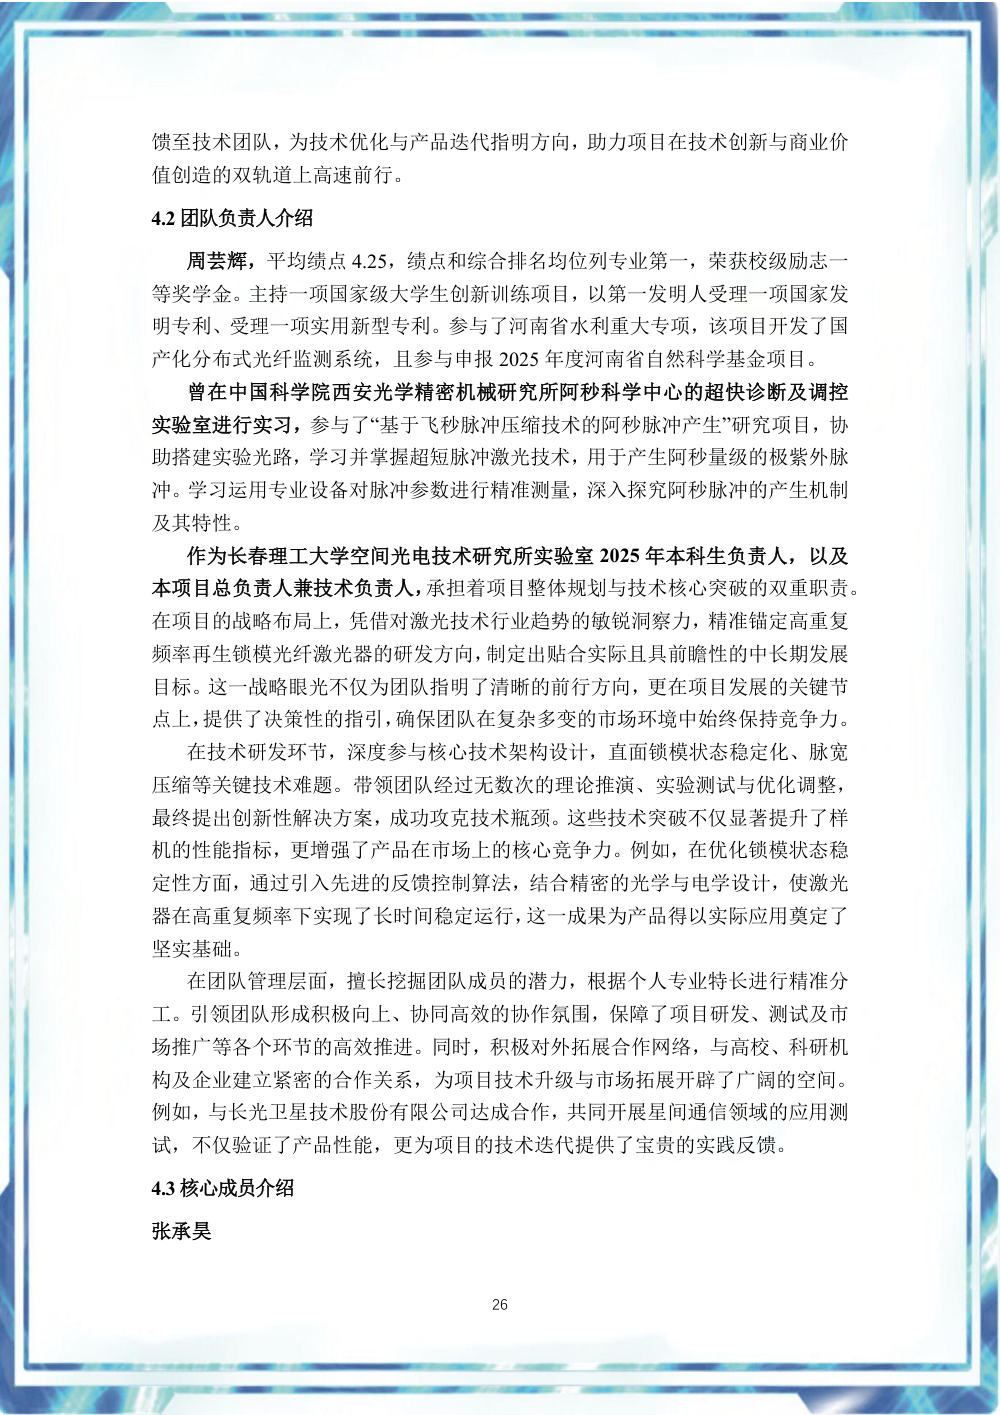 馈至技术团队，为技术优化与产品迭代指明方向，助力项目在技术创新与商业价
值创造的双轨道上高速前行。
4.2 团队负责人介绍
周芸辉，平均绩点 4.25，绩点和综合排名均位列专业第一，荣获校级励志一
等奖学金。主持一项国家级大学生创新训练项目，以第一发明人受理一项国家发
明专利、受理一项实用新型专利。参与了河南省水利重大专项，该项目开发了国
产化分布式光纤监测系统，且参与申报 2025 年度河南省自然科学基金项目。
曾在中国科学院西安光学精密机械研究所阿秒科学中心的超快诊断及调控
实验室进行实习，参与了“基于飞秒脉冲压缩技术的阿秒脉冲产生”研究项目，协
助搭建实验光路，学习并掌握超短脉冲激光技术，用于产生阿秒量级的极紫外脉
冲。学习运用专业设备对脉冲参数进行精准测量，深入探究阿秒脉冲的产生机制
及其特性。
作为长春理工大学空间光电技术研究所实验室 2025 年本科生负责人，以及
本项目总负责人兼技术负责人，承担着项目整体规划与技术核心突破的双重职责。
在项目的战略布局上，凭借对激光技术行业趋势的敏锐洞察力，精准锚定高重复
频率再生锁模光纤激光器的研发方向，制定出贴合实际且具前瞻性的中长期发展
目标。这一战略眼光不仅为团队指明了清晰的前行方向，更在项目发展的关键节
点上，提供了决策性的指引，确保团队在复杂多变的市场环境中始终保持竞争力。
在技术研发环节，深度参与核心技术架构设计，直面锁模状态稳定化、脉宽
压缩等关键技术难题。带领团队经过无数次的理论推演、实验测试与优化调整，
最终提出创新性解决方案，成功攻克技术瓶颈。这些技术突破不仅显著提升了样
机的性能指标，更增强了产品在市场上的核心竞争力。例如，在优化锁模状态稳
定性方面，通过引入先进的反馈控制算法，结合精密的光学与电学设计，使激光
器在高重复频率下实现了长时间稳定运行，这一成果为产品得以实际应用奠定了
坚实基础。
在团队管理层面，擅长挖掘团队成员的潜力，根据个人专业特长进行精准分
工。引领团队形成积极向上、协同高效的协作氛围，保障了项目研发、测试及市
场推广等各个环节的高效推进。同时，积极对外拓展合作网络，与高校、科研机
构及企业建立紧密的合作关系，为项目技术升级与市场拓展开辟了广阔的空间。
例如，与长光卫星技术股份有限公司达成合作，共同开展星间通信领域的应用测
试，不仅验证了产品性能，更为项目的技术迭代提供了宝贵的实践反馈。
4.3 核心成员介绍
张承昊
26